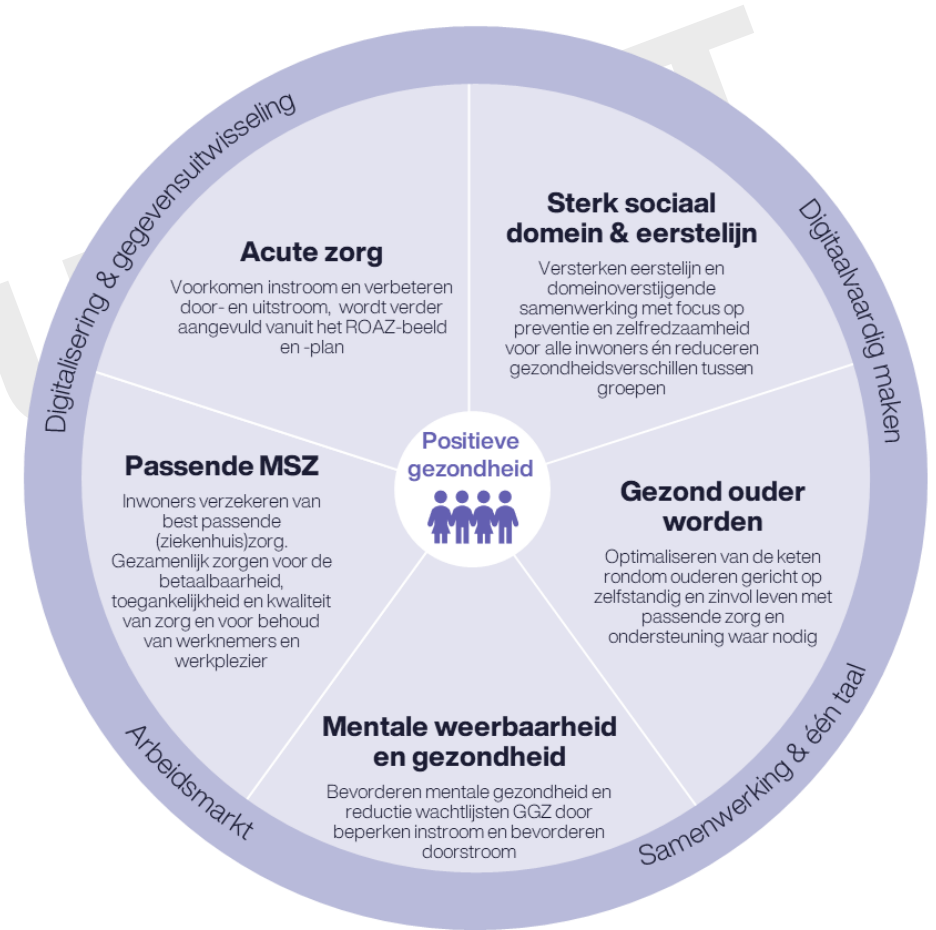 Digitalisering & gegevensuitwisseling
Digitaalvaardig maken
Samenwerking & één taal
Arbeidsmarkt
Sterk sociaal
domein & eerstelijn
Versterken eerstelijn en
domeinoverstijgende
samenwerking met focus op
preventie en zelfredzaamheid
voor alle inwoners én reduceren
gezondheidsverschillen tussen
groepen
Acute zorg
Voorkomen instroom en verbeteren
door- en uitstroom, wordt verder
aangevuld vanuit het ROAZ-beeld
en -plan
Positieve
gezondheid
Passende MSZ
Inwoners verzekeren van
best passende
(ziekenhuis)zorg.
Gezamenlijk zorgen voor de
betaalbaarheid,
toegankelijkheid en kwaliteit
van zorg en voor behoud
van werknemers en
werkplezier
Gezond ouder
worden
Optimaliseren van de keten
rondom ouderen gericht op
zelfstandig en zinvol leven met
passende zorg en
ondersteuning waar nodig
Mentale weerbaarheid
en gezondheid
Bevorderen mentale gezondheid en
reductie wachtlijsten GGZ door
beperken instroom en bevorderen
doorstroom